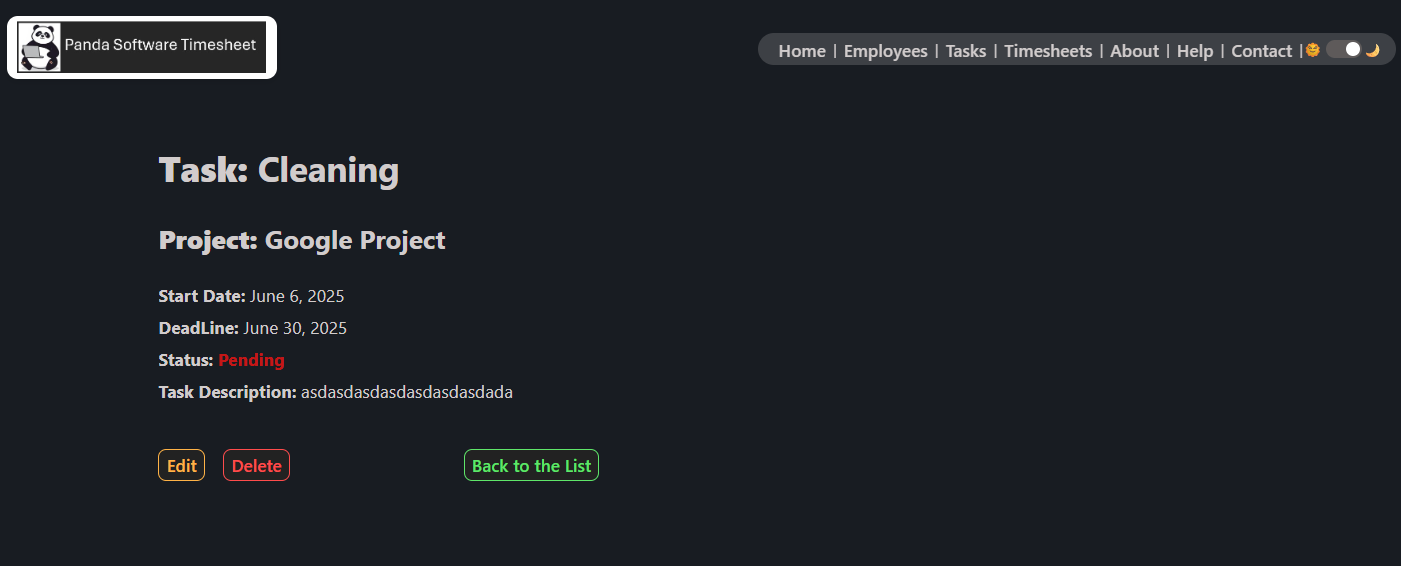 Panda Software Timesheet
Home | Employees | Tasks | Timesheets | About | Help | Contact |
Task: Cleaning
Project: Google Project
Start Date: June 6, 2025
DeadLine: June 30, 2025
Status: Pending
Task Description: asdasdasdasdasdasdasdada
Edit Delete Back to the List